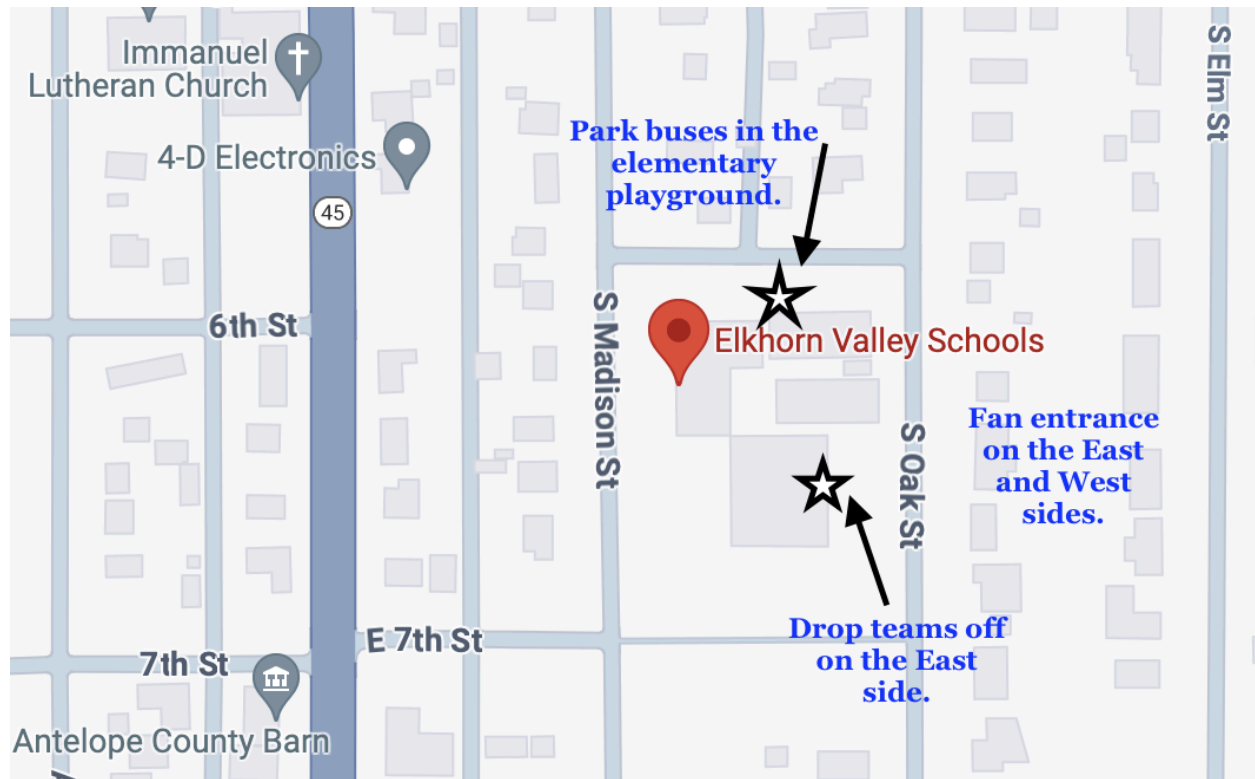 Immanuel
Lutheran Church
4-D Electronics
45
S Elm St
Park buses in the
elementary
playground.
6th St
S Madison St
Elkhorn Valley Schools
S Oak St
Fan entrance
on the East
and West
sides.
E 7th St
7th St
Drop teams off
on the East
side.
Antelope County Barn